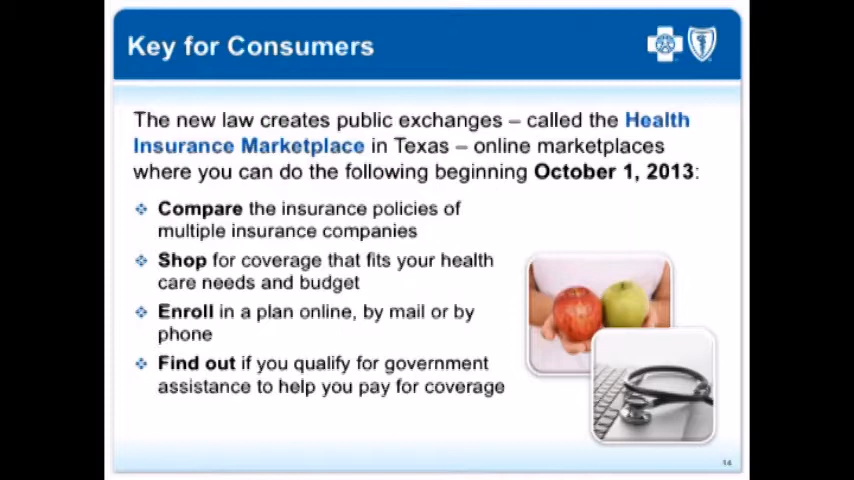 Key for Consumers
The new law creates public exchanges – called the Health
Insurance Marketplace in Texas – online marketplaces
where you can do the following beginning October 1, 2013:
Compare the insurance policies of
multiple insurance companies
Shop for coverage that fits your health
care needs and budget
Enroll in a plan online, by mail or by
phone
Find out if you qualify for government
assistance to help you pay for coverage
14